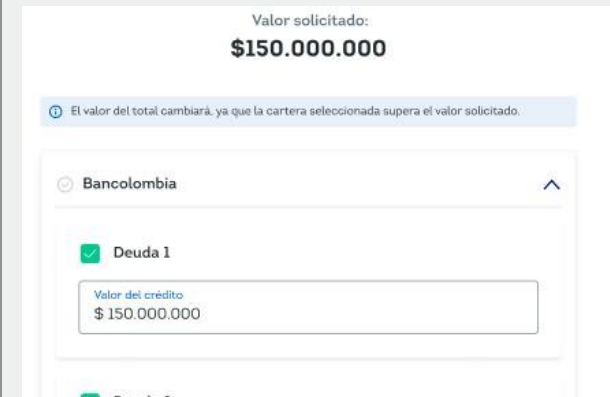 Valor solicitado:
$150.000.000
El valor del total cambiará, ya que la cartera seleccionada supera el valor solicitado.
Bancolombia
Deuda 1
Valor del crédito
$ 150.000.000